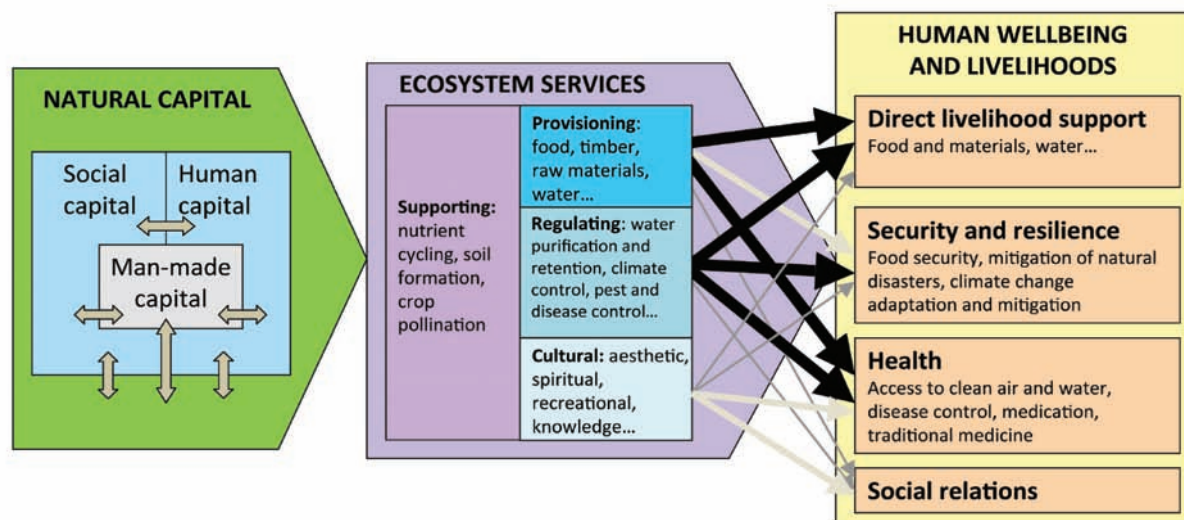 NATURAL CAPITAL
Social
capital
Human
capital
Man-made
capital
ECOSYSTEM SERVICES
Supporting:
nutrient
cycling, soil
formation,
crop
pollination
Provisioning:
food, timber,
raw materials,
water...
Regulating: water
purification and
retention, climate
control, pest and
disease control...
Cultural: aesthetic,
spiritual,
recreational,
knowledge...
HUMAN WELLBEING
AND LIVELIHOODS
Direct livelihood support
Food and materials, water...
Security and resilience
Food security, mitigation of natural
disasters, climate change
adaptation and mitigation
Health
Access to clean air and water,
disease control, medication,
traditional medicine
Social relations